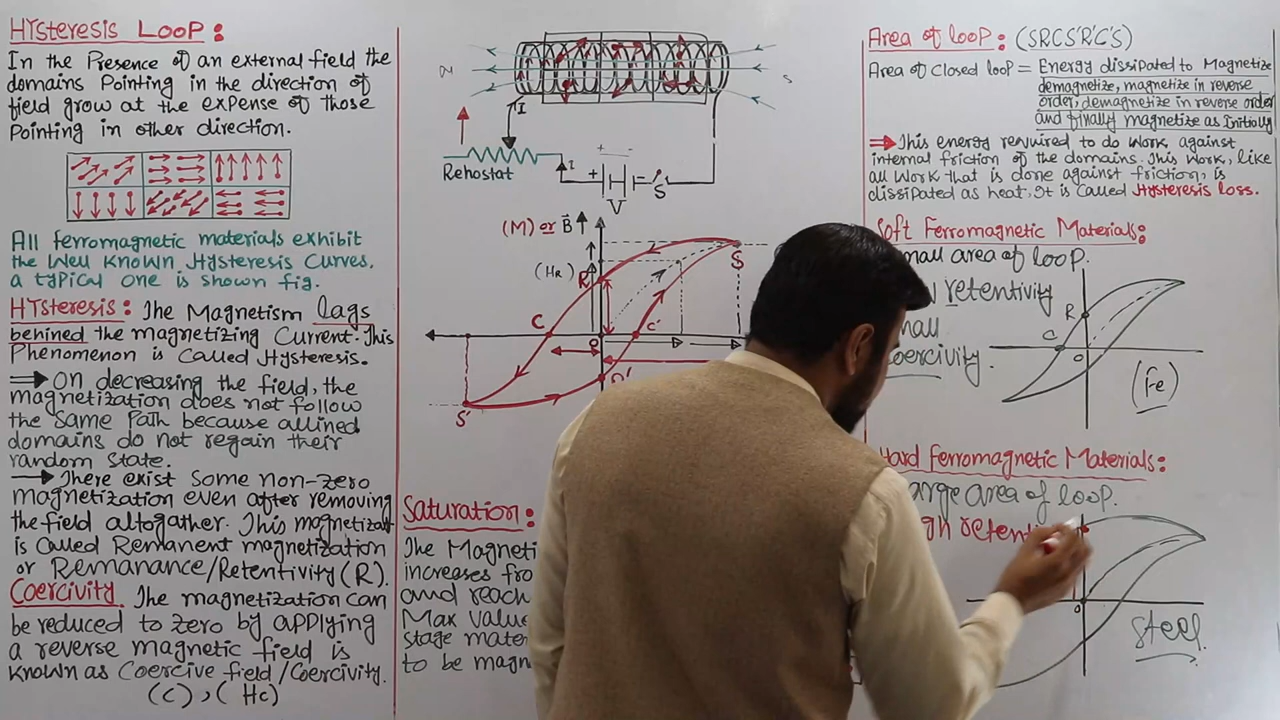 Hysteresis Loop:
In the Presence of an external field the
domains Pointing in the direction of
field grow at the expense of those
Pointing in other direction.
All ferromagnetic materials exhibit
the well known Hysteresis Curves.
a typical one is shown fig.
Hysteresis: The Magnetism lags
behined the magnetizing Current. This
Phenomenon is Called Hysteresis.
⇒ On decreasing the field, the
magnetization does not follow
the Same Path because allined
domains do not regain their
random state.
→ There exist Some non-zero
magnetization even after removing
the field altogather. This magnetizat
is Called Remanent magnetization
or Remanance/Retentivity (R).
Coercivity The magnetization can
be reduced to zero by applying
a reverse magnetic field is
known as Coercive field/Coercivity.
(C), (Hc)
N
S
I
Rehostat
I
+ -
+
V
S
(M) or B
(HR)
R
S
C
O
C'
S'
Saturation:
The Magneti
increases fro
and reach
Max value
stage mate
to be magn
Area of loop: (SRCS'R'C'S)
Area of Closed loop = Energy dissipated to Magnetize
demagnetize, magnetize in reverse
order, demagnetize in reverse order
and finally magnetize as Initially
⇒ This energy required to do work against
internal friction of the domains. This work, like
all work that is done against friction, is
dissipated as heat, It is called Hysteresis loss.
Soft Ferromagnetic Materials:
mall area of loop.
retentivity
mall
coercivity.
R
C
O
(Fe)
Hard Ferromagnetic Materials:
arge area of loop.
gh retenti
O
Steel